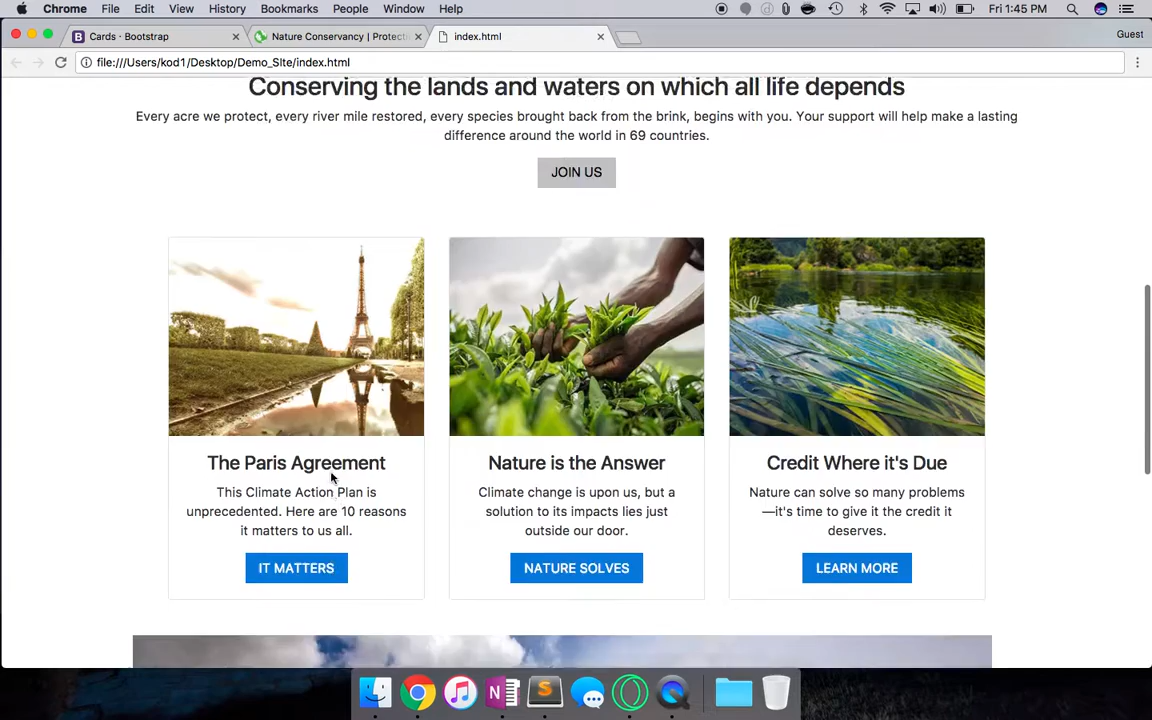 Chrome File Edit View History Bookmarks People Window Help Fri 1:45 PM
Cards · Bootstrap Nature Conservancy | Protecti index.html Guest
file:///Users/kod1/Desktop/Demo_SIte/index.html
Conserving the lands and waters on which all life depends
Every acre we protect, every river mile restored, every species brought back from the brink, begins with you. Your support will help make a lasting
difference around the world in 69 countries.
JOIN US
The Paris Agreement
This Climate Action Plan is
unprecedented. Here are 10 reasons
it matters to us all.
IT MATTERS
Nature is the Answer
Climate change is upon us, but a
solution to its impacts lies just
outside our door.
NATURE SOLVES
Credit Where it's Due
Nature can solve so many problems
—it's time to give it the credit it
deserves.
LEARN MORE